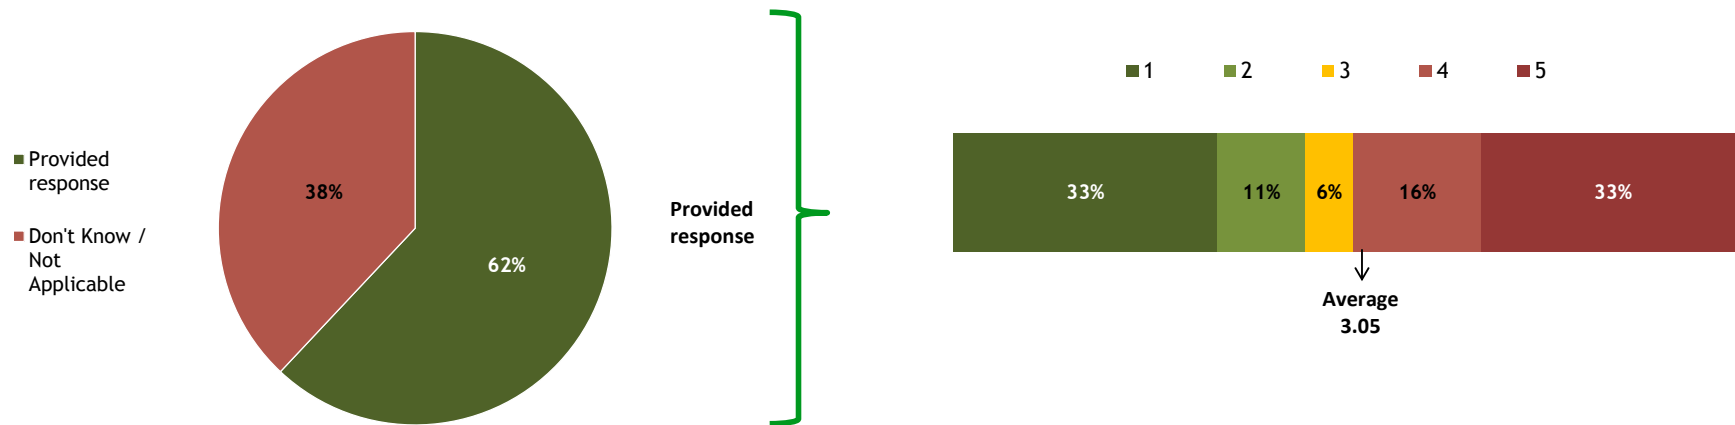 Provided
response
Don't Know /
Not
Applicable
38%
62%
Provided
response
1 2 3 4 5
33% 11% 6% 16% 33%
Average
3.05